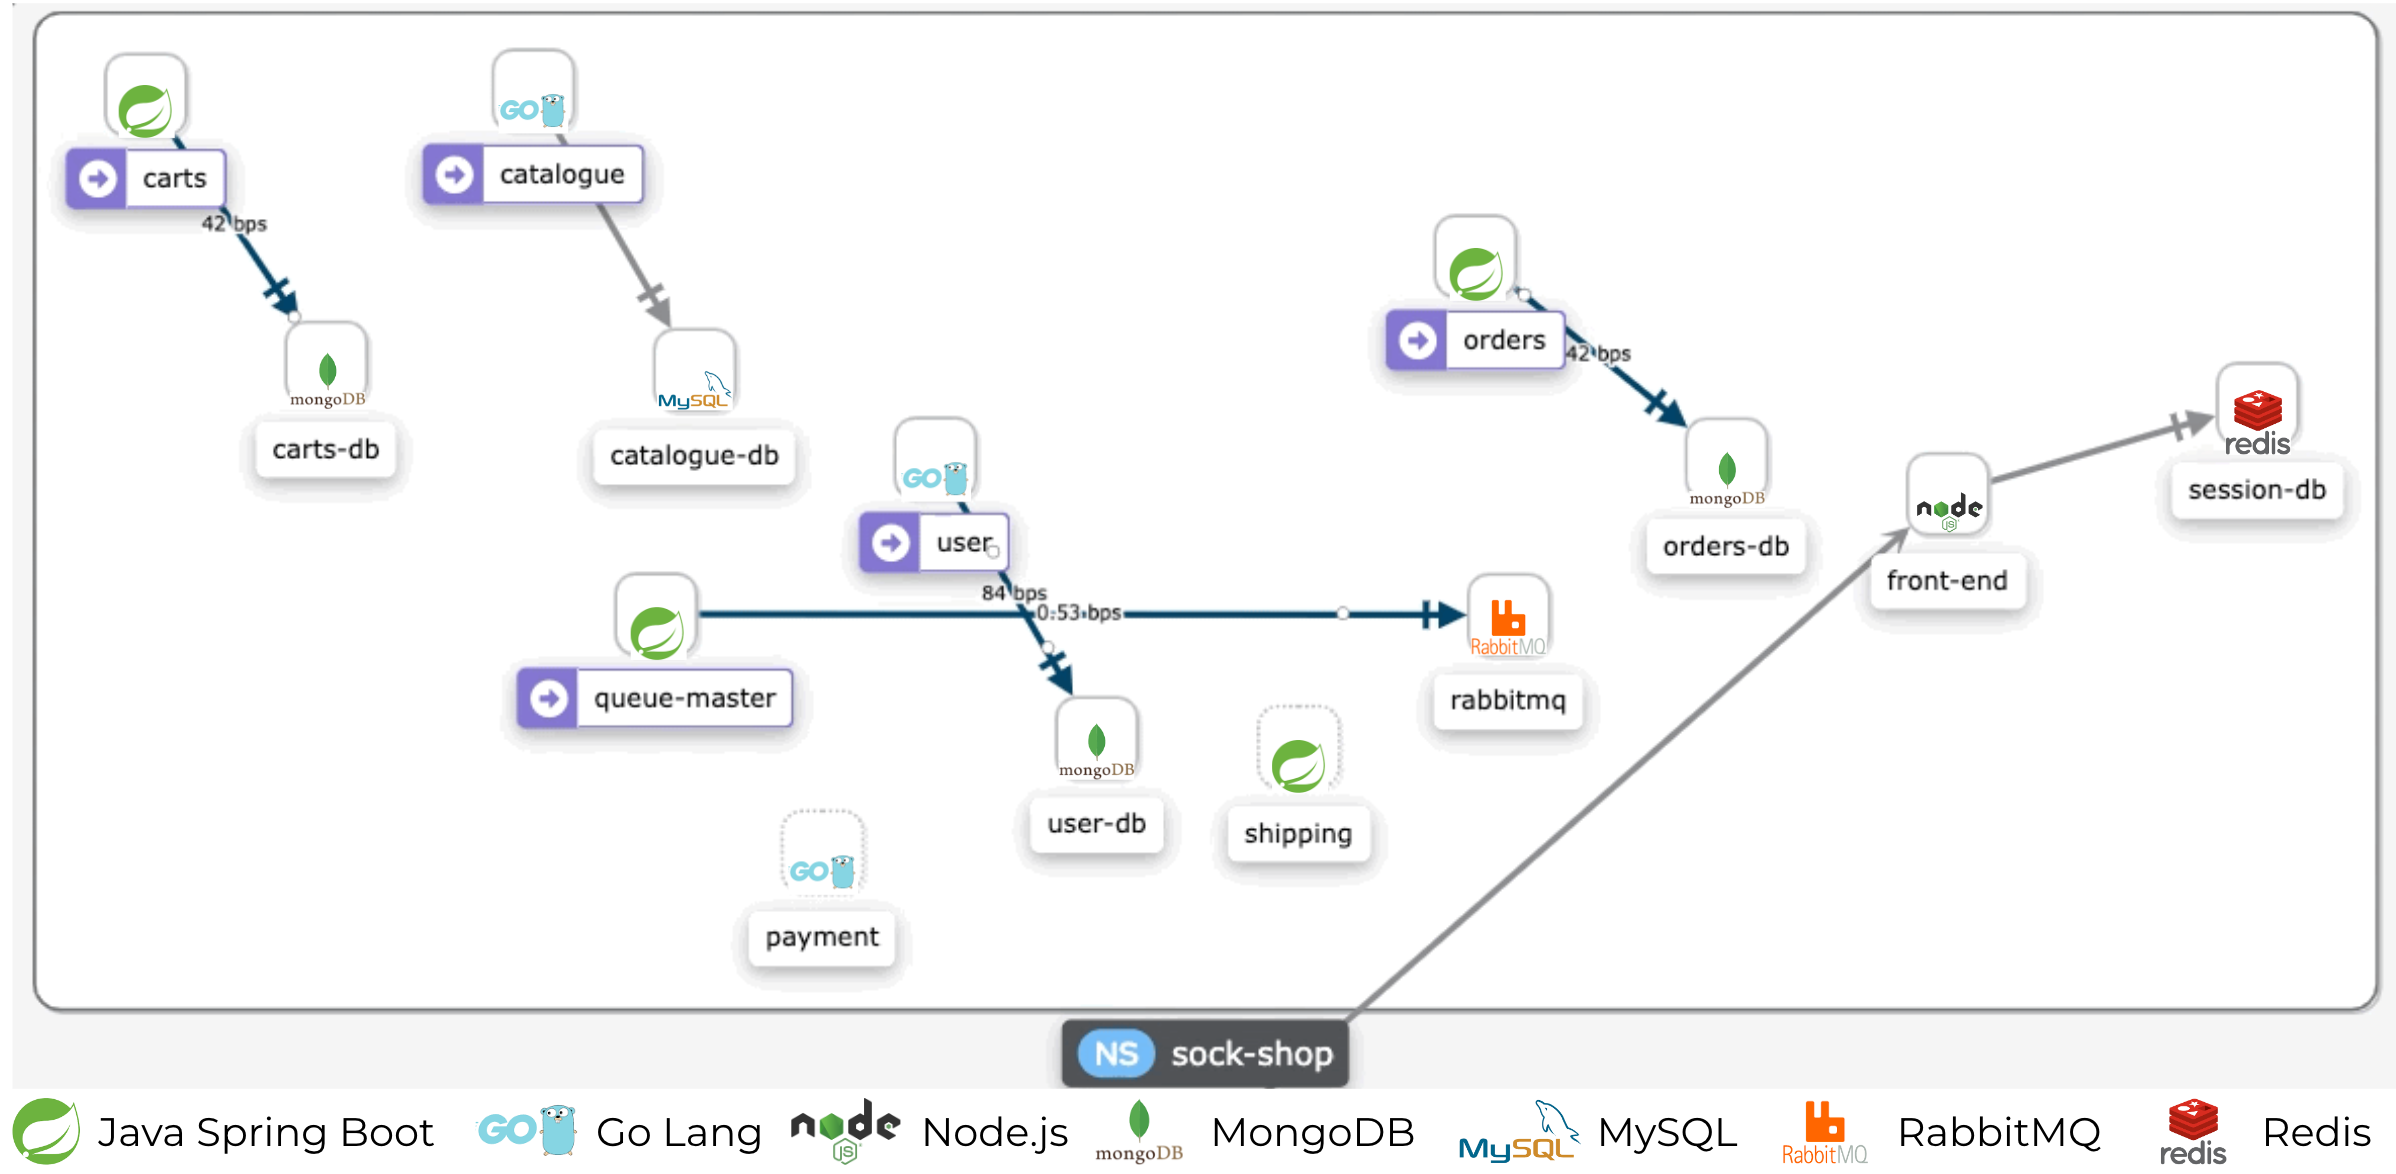 GO
carts
catalogue
42 bps
orders
42 bps
mongoDB
MySQL
redis
carts-db
catalogue-db
GO
session-db
mongoDB
node
JS
user
orders-db
front-end
84 bps
0.53 bps
RabbitMQ
queue-master
rabbitmq
mongoDB
user-db
shipping
GO
payment
NS sock-shop
Java Spring Boot GO Go Lang node JS Node.js mongoDB MongoDB MySQL MySQL RabbitMQ RabbitMQ redis Redis